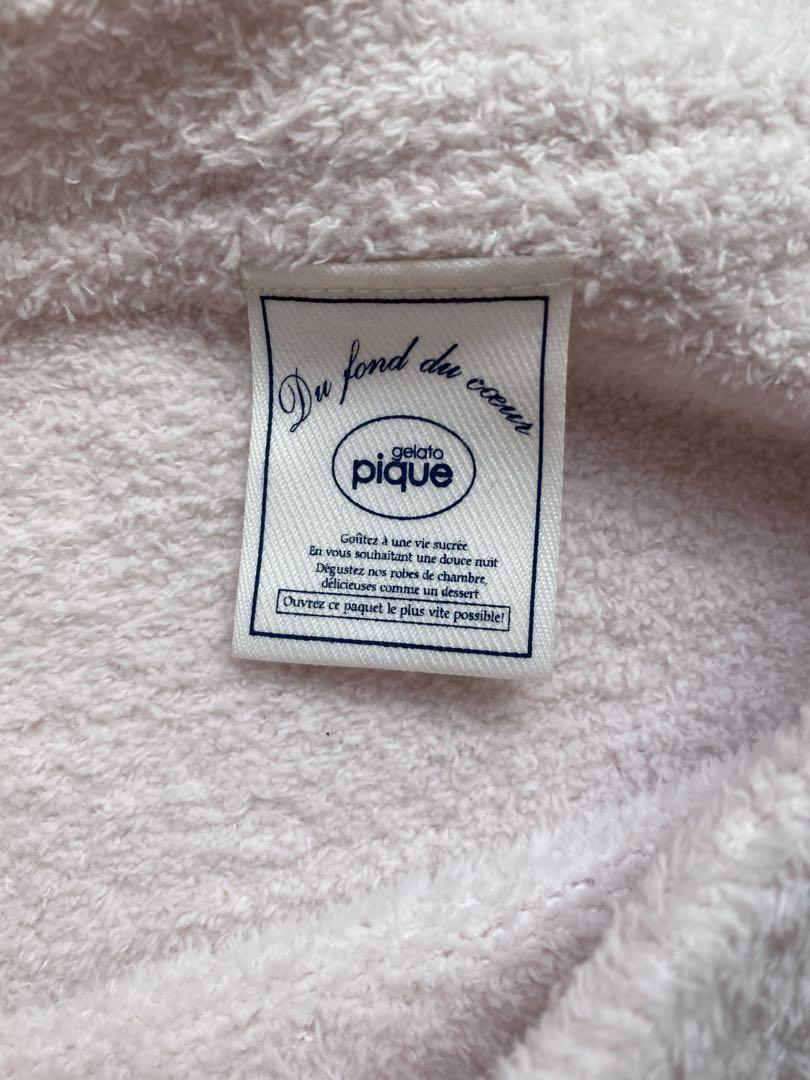 Du fond du cœur
gelato
pique
Goûtez à une vie sucrée
En vous souhaitant une douce nuit
Dégustez nos robes de chambre,
délicieuses comme un dessert
Ouvrez ce paquet le plus vite possible!